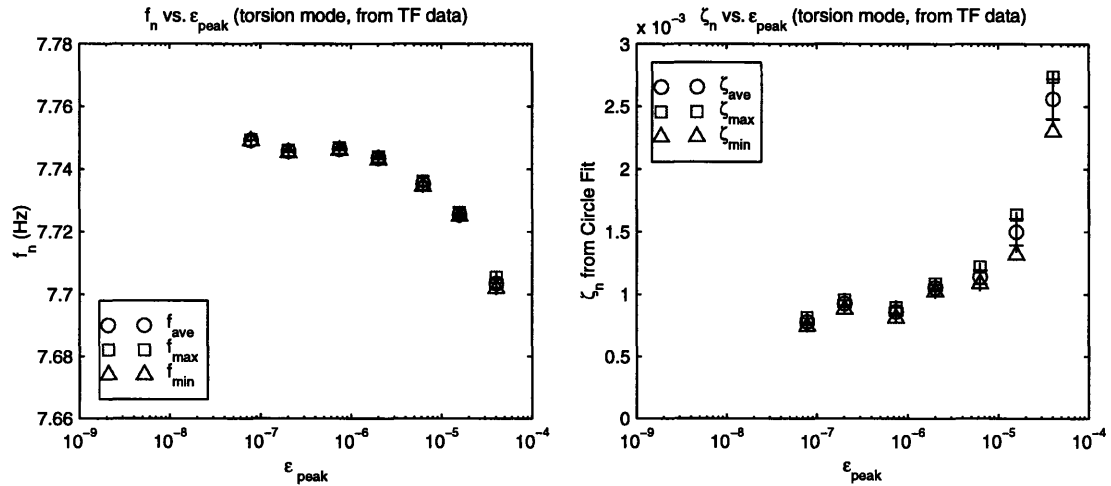 f_n vs. ε_peak (torsion mode, from TF data)
7.78
7.76
7.74
7.72
7.7
7.68
7.66
f_n (Hz)
f_ave
f_max
f_min
10^-9
10^-8
10^-7
10^-6
10^-5
10^-4
ε_peak
x 10^-3
ζ_n vs. ε_peak (torsion mode, from TF data)
3
2.5
2
1.5
1
0.5
0
ζ_n from Circle Fit
ζ_ave
ζ_max
ζ_min
10^-9
10^-8
10^-7
10^-6
10^-5
10^-4
ε_peak